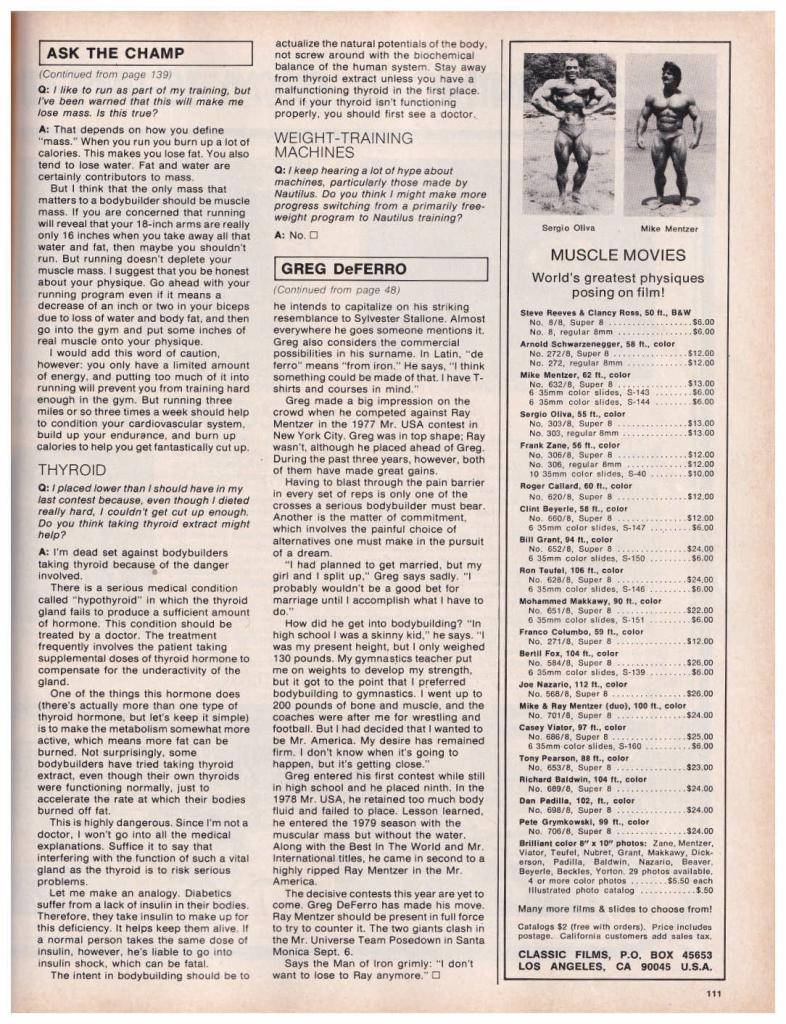 ASK THE CHAMP
(Continued from page 139)
Q: I like to run as part of my training, but
I've been warned that this will make me
lose mass. Is this true?
A: That depends on how you define
"mass." When you run you burn up a lot of
calories. This makes you lose fat. You also
tend to lose water. Fat and water are
certainly contributors to mass.
But I think that the only mass that
matters to a bodybuilder should be muscle
mass. If you are concerned that running
will reveal that your 18-inch arms are really
only 16 inches when you take away all that
water and fat, then maybe you shouldn't
run. But running doesn't deplete your
muscle mass. I suggest that you be honest
about your physique. Go ahead with your
running program even if it means a
decrease of an inch or two in your biceps
due to loss of water and body fat, and then
go into the gym and put some inches of
real muscle onto your physique.
I would add this word of caution,
however: you only have a limited amount
of energy, and putting too much of it into
running will prevent you from training hard
enough in the gym. But running three
miles or so three times a week should help
to condition your cardiovascular system,
build up your endurance, and burn up
calories to help you get fantastically cut up.
THYROID
Q: I placed lower than I should have in my
last contest because, even though I dieted
really hard, I couldn't get cut up enough.
Do you think taking thyroid extract might
help?
A: I'm dead set against bodybuilders
taking thyroid because of the danger
involved.
There is a serious medical condition
called "hypothyroid" in which the thyroid
gland fails to produce a sufficient amount
of hormone. This condition should be
treated by a doctor. The treatment
frequently involves the patient taking
supplemental doses of thyroid hormone to
compensate for the underactivity of the
gland.
One of the things this hormone does
(there's actually more than one type of
thyroid hormone, but let's keep it simple)
is to make the metabolism somewhat more
active, which means more fat can be
burned. Not surprisingly, some
bodybuilders have tried taking thyroid
extract, even though their own thyroids
were functioning normally, just to
accelerate the rate at which their bodies
burned off fat.
This is highly dangerous. Since I'm not a
doctor, I won't go into all the medical
explanations. Suffice it to say that
interfering with the function of such a vital
gland as the thyroid is to risk serious
problems.
Let me make an analogy. Diabetics
suffer from a lack of insulin in their bodies.
Therefore, they take insulin to make up for
this deficiency. It helps keep them alive. If
a normal person takes the same dose of
insulin, however, he's liable to go into
insulin shock, which can be fatal.
The intent in bodybuilding should be to
actualize the natural potentials of the body,
not screw around with the biochemical
balance of the human system. Stay away
from thyroid extract unless you have a
malfunctioning thyroid in the first place.
And if your thyroid isn't functioning
properly, you should first see a doctor.
WEIGHT-TRAINING
MACHINES
Q: I keep hearing a lot of hype about
machines, particularly those made by
Nautilus. Do you think I might make more
progress switching from a primarily free-
weight program to Nautilus training?
A: No. □
GREG DeFERRO
(Continued from page 48)
he intends to capitalize on his striking
resemblance to Sylvester Stallone. Almost
everywhere he goes someone mentions it.
Greg also considers the commercial
possibilities in his surname. In Latin, "de
ferro" means "from iron." He says, "I think
something could be made of that. I have T-
shirts and courses in mind."
Greg made a big impression on the
crowd when he competed against Ray
Mentzer in the 1977 Mr. USA contest in
New York City. Greg was in top shape; Ray
wasn't, although he placed ahead of Greg.
During the past three years, however, both
of them have made great gains.
Having to blast through the pain barrier
in every set of reps is only one of the
crosses a serious bodybuilder must bear.
Another is the matter of commitment,
which involves the painful choice of
alternatives one must make in the pursuit
of a dream.
"I had planned to get married, but my
girl and I split up," Greg says sadly. "I
probably wouldn't be a good bet for
marriage until I accomplish what I have to
do."
How did he get into bodybuilding? "In
high school I was a skinny kid," he says. "I
was my present height, but I only weighed
130 pounds. My gymnastics teacher put
me on weights to develop my strength,
but it got to the point that I preferred
bodybuilding to gymnastics. I went up to
200 pounds of bone and muscle, and the
coaches were after me for wrestling and
football. But I had decided that I wanted to
be Mr. America. My desire has remained
firm. I don't know when it's going to
happen, but it's getting close."
Greg entered his first contest while still
in high school and he placed ninth. In the
1978 Mr. USA, he retained too much body
fluid and failed to place. Lesson learned,
he entered the 1979 season with the
muscular mass but without the water.
Along with the Best In The World and Mr.
International titles, he came in second to a
highly ripped Ray Mentzer in the Mr.
America.
The decisive contests this year are yet to
come. Greg DeFerro has made his move.
Ray Mentzer should be present in full force
to try to counter it. The two giants clash in
the Mr. Universe Team Posedown in Santa
Monica Sept. 6.
Says the Man of Iron grimly: "I don't
want to lose to Ray anymore." □
Sergio Oliva
Mike Mentzer
MUSCLE MOVIES
World's greatest physiques
posing on film!
Steve Reeves & Clancy Ross, 50 ft., B&W
No. 8/8, Super 8 ................$6.00
No. 8, regular 8mm ..............$6.00
Arnold Schwarzenegger, 58 ft., color
No. 272/8, Super 8 ..............$12.00
No. 272, regular 8mm ............$12.00
Mike Mentzer, 62 ft., color
No. 632/8, Super 8 ..............$13.00
6 35mm color slides, S-143 .......$6.00
6 35mm color slides, S-144 .......$6.00
Sergio Oliva, 55 ft., color
No. 303/8, Super 8 ..............$13.00
No. 303, regular 8mm ............$13.00
Frank Zane, 56 ft., color
No. 306/8, Super 8 ..............$12.00
No. 306, regular 8mm ............$12.00
10 35mm color slides, S-40 .......$10.00
Roger Callard, 60 ft., color
No. 620/8, Super 8 ..............$12.00
Clint Beyerle, 58 ft., color
No. 660/8, Super 8 ..............$12.00
6 35mm color slides, S-147 .......$6.00
Bill Grant, 94 ft., color
No. 652/8, Super 8 ..............$24.00
6 35mm color slides, S-150 .......$6.00
Ron Teufel, 106 ft., color
No. 628/8, Super 8 ..............$24.00
6 35mm color slides, S-146 .......$6.00
Mohammed Makkawy, 90 ft., color
No. 651/8, Super 8 ..............$22.00
6 35mm color slides, S-151 .......$6.00
Franco Columbo, 59 ft., color
No. 271/8, Super 8 ..............$12.00
Bertil Fox, 104 ft., color
No. 584/8, Super 8 ..............$26.00
6 35mm color slides, S-139 .......$6.00
Joe Nazario, 112 ft., color
No. 568/8, Super 8 ..............$26.00
Mike & Ray Mentzer (duo), 100 ft., color
No. 701/8, Super 8 ..............$24.00
Casey Viator, 97 ft., color
No. 686/8, Super 8 ..............$25.00
6 35mm color slides, S-160 .......$6.00
Tony Pearson, 88 ft., color
No. 653/8, Super 8 ..............$23.00
Richard Baldwin, 104 ft., color
No. 689/8, Super 8 ..............$24.00
Dan Padilla, 102, ft., color
No. 698/8, Super 8 ..............$24.00
Pete Grymkowski, 99 ft., color
No. 706/8, Super 8 ..............$24.00
Brilliant color 8" x 10" photos: Zane, Mentzer,
Viator, Teufel, Nubret, Grant, Makkawy, Dick-
erson, Padilla, Baldwin, Nazario, Beaver,
Beyerle, Beckles, Yorton. 29 photos available.
4 or more color photos ........$5.50 each
Illustrated photo catalog .............$.50
Many more films & slides to choose from!
Catalogs $2 (free with orders). Price includes
postage. California customers add sales tax.
CLASSIC FILMS, P.O. BOX 45653
LOS ANGELES, CA 90045 U.S.A.
111